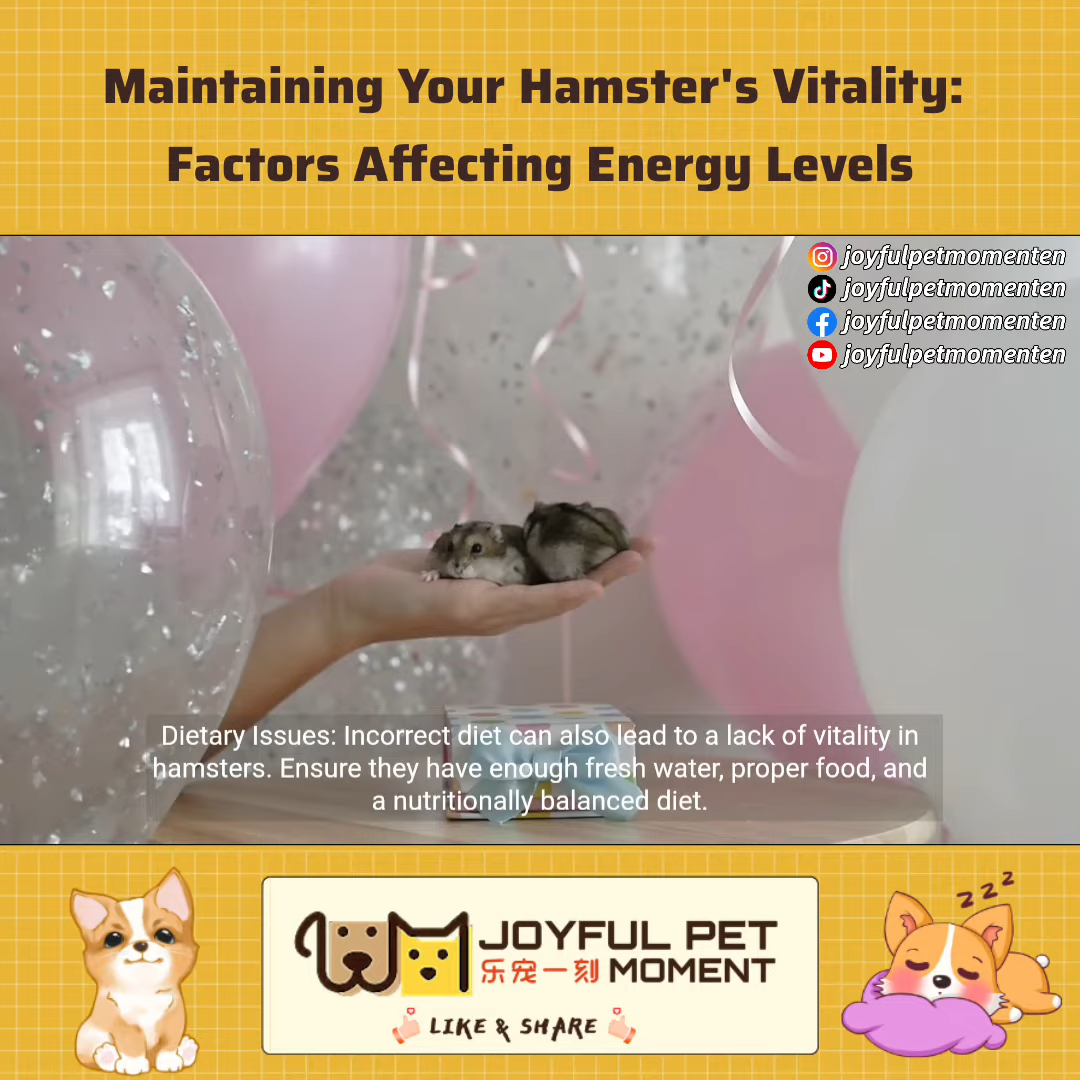 Maintaining Your Hamster's Vitality:
Factors Affecting Energy Levels
joyfulpetmomenten
joyfulpetmomenten
joyfulpetmomenten
joyfulpetmomenten
Dietary Issues: Incorrect diet can also lead to a lack of vitality in
hamsters. Ensure they have enough fresh water, proper food, and
a nutritionally balanced diet.
z z z
JOYFUL PET
乐宠一刻 MOMENT
LIKE & SHARE